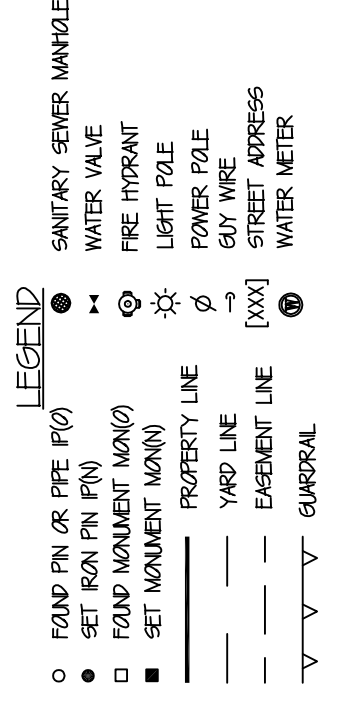 LEGEND
FOUND PIN OR PIPE IP(O)
SET IRON PIN IP(N)
FOUND MONUMENT MON(O)
SET MONUMENT MON(N)
PROPERTY LINE
YARD LINE
EASEMENT LINE
GUARDRAIL
SANITARY SEWER MANHOLE
WATER VALVE
FIRE HYDRANT
LIGHT POLE
POWER POLE
GUY WIRE
[XXX] STREET ADDRESS
W WATER METER